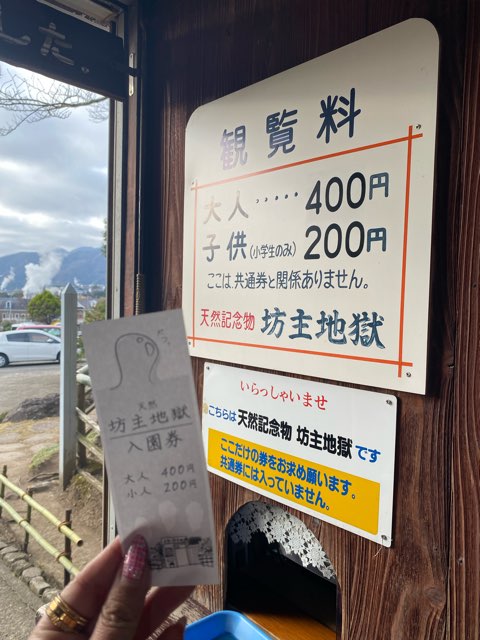 した
観覧料
大人・・・・・400円
子供(小学生のみ)200円
ここは、共通券と関係ありません。
天然記念物 坊主地獄
いらっしゃいませ
こちらは 天然記念物 坊主地獄 です
ここだけの券をお求め願います。
共通券には入っていません。
天然
坊主地獄
入園券
大人 400円
小人 200円